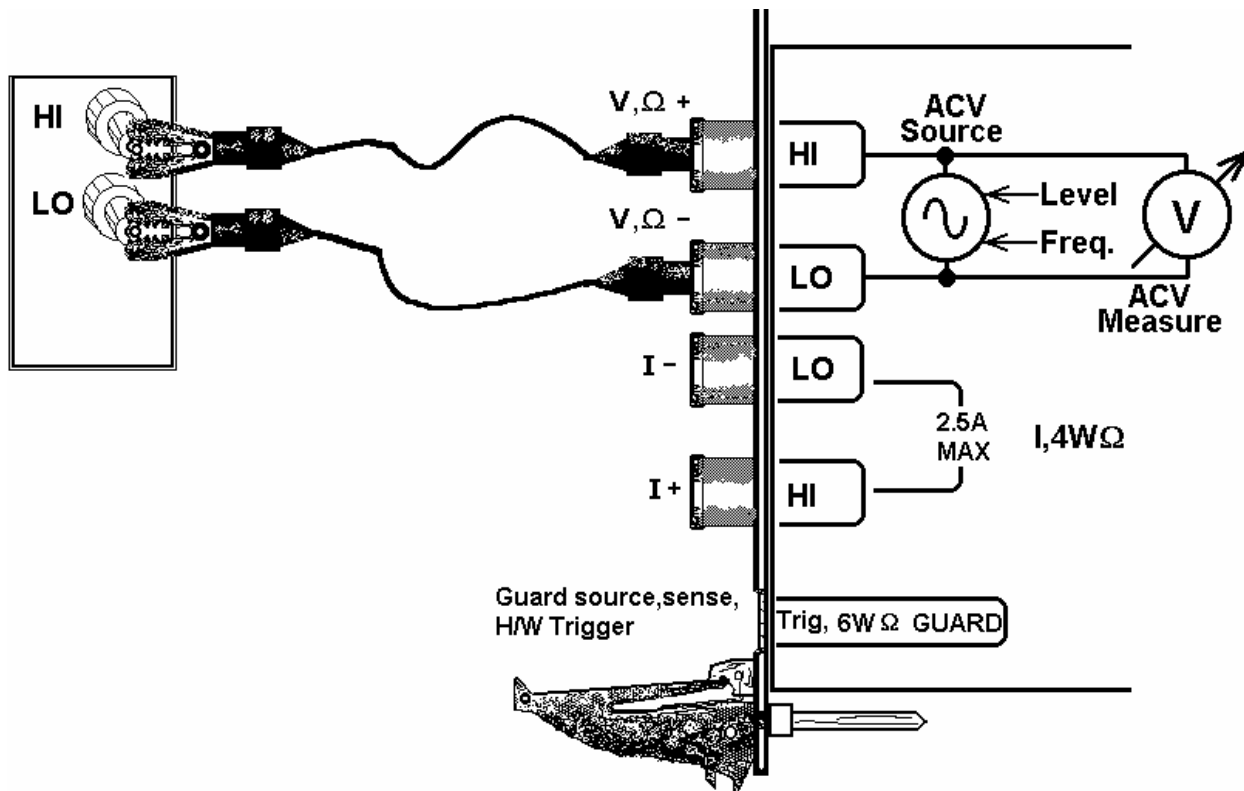 HI
LO
V,Ω +
V,Ω −
I −
I +
HI
LO
LO
HI
ACV
Source
Level
Freq.
V
ACV
Measure
2.5A
MAX
I,4WΩ
Guard source,sense,
H/W Trigger
Trig, 6W Ω GUARD